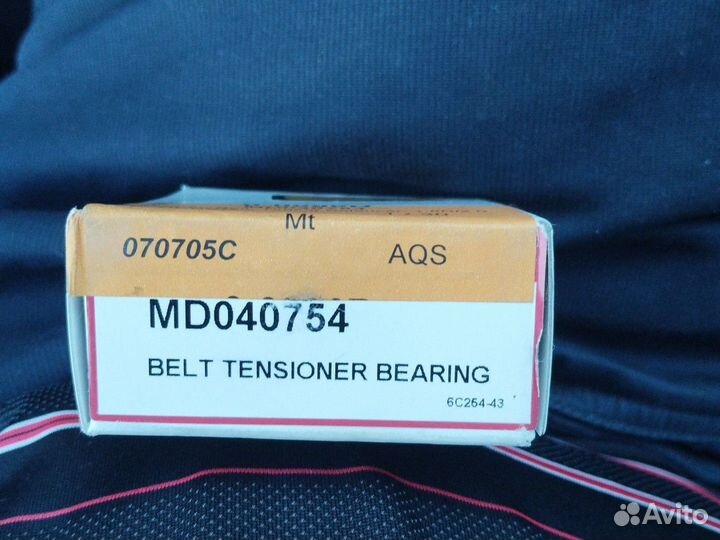 Mt
070705C AQS
MD040754
BELT TENSIONER BEARING
6C254-43
Avito